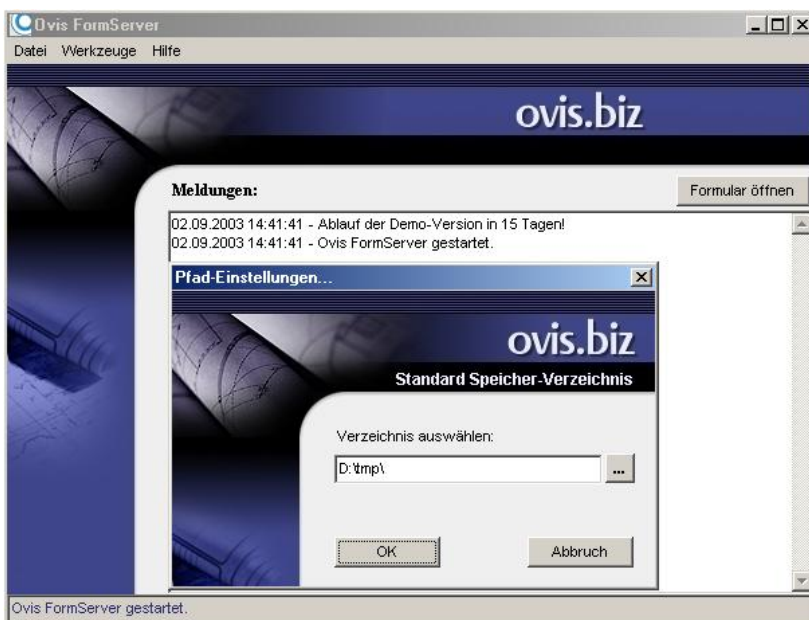 Ovis FormServer
Datei Werkzeuge Hilfe
ovis.biz
Meldungen:
Formular öffnen
02.09.2003 14:41:41 - Ablauf der Demo-Version in 15 Tagen!
02.09.2003 14:41:41 - Ovis FormServer gestartet.
Pfad-Einstellungen...
ovis.biz
Standard Speicher-Verzeichnis
Verzeichnis auswählen:
D:\tmp\
...
OK
Abbruch
Ovis FormServer gestartet.